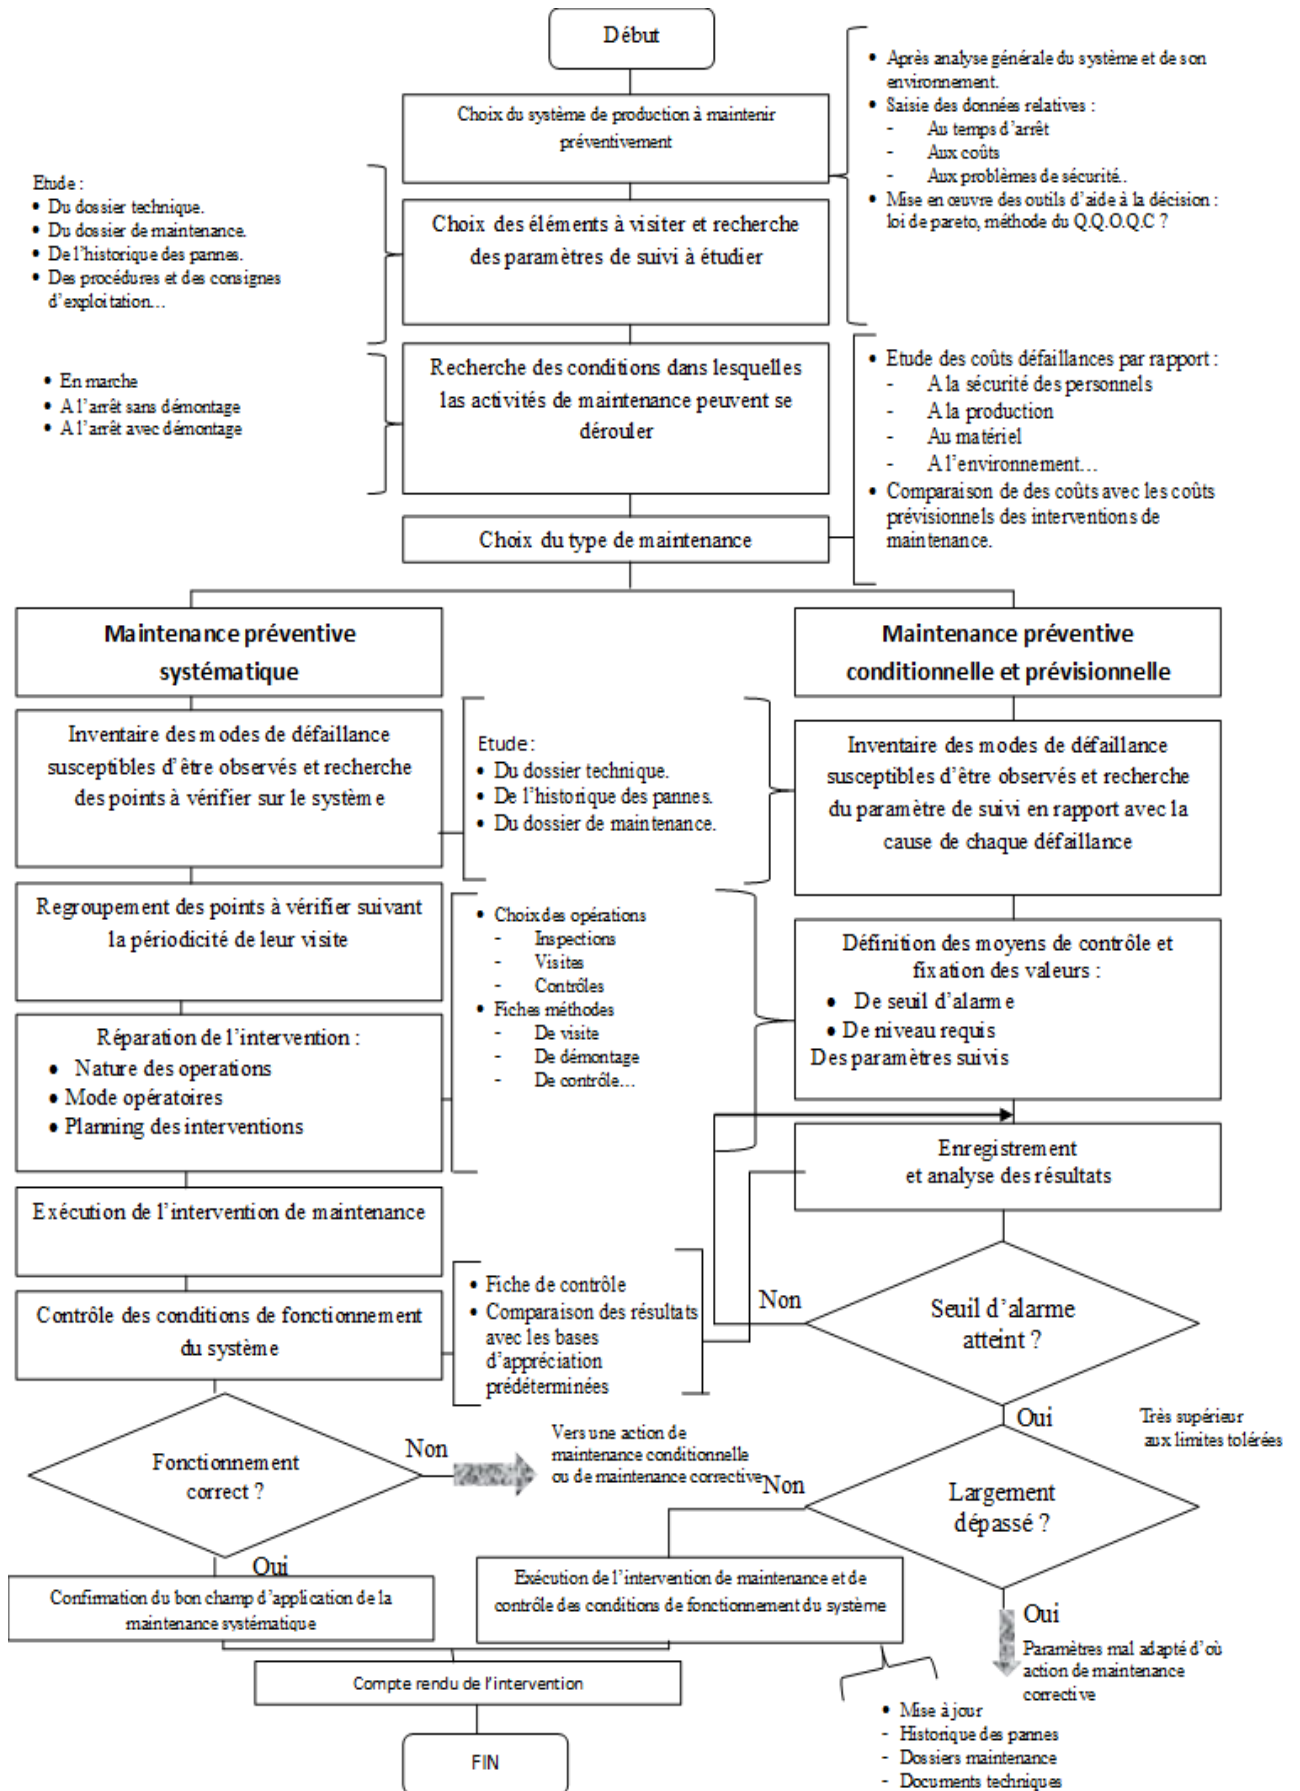 Début
• Après analyse générale du système et de son
environnement.
• Saisie des données relatives :
- Au temps d'arrêt
- Aux coûts
- Aux problèmes de sécurité..
• Mise en œuvre des outils d'aide à la décision :
loi de pareto, méthode du Q.Q.O.Q.C ?
Choix du système de production à maintenir
préventivement
Etude :
• Du dossier technique.
• Du dossier de maintenance.
• De l'historique des pannes.
• Des procédures et des consignes
d'exploitation...
Choix des éléments à visiter et recherche
des paramètres de suivi à étudier
• En marche
• A l'arrêt sans démontage
• A l'arrêt avec démontage
Recherche des conditions dans lesquelles
las activités de maintenance peuvent se
dérouler
• Etude des coûts défaillances par rapport :
- A la sécurité des personnels
- A la production
- Au matériel
- A l'environnement...
• Comparaison de des coûts avec les coûts
prévisionnels des interventions de
maintenance.
Choix du type de maintenance
Maintenance préventive
systématique
Maintenance préventive
conditionnelle et prévisionnelle
Inventaire des modes de défaillance
susceptibles d'être observés et recherche
des points à vérifier sur le système
Etude :
• Du dossier technique.
• De l'historique des pannes.
• Du dossier de maintenance.
Inventaire des modes de défaillance
susceptibles d'être observés et recherche
du paramètre de suivi en rapport avec la
cause de chaque défaillance
Regroupement des points à vérifier suivant
la périodicité de leur visite
• Choix des opérations
- Inspections
- Visites
- Contrôles
• Fiches méthodes
- De visite
- De démontage
- De contrôle...
Définition des moyens de contrôle et
fixation des valeurs :
• De seuil d'alarme
• De niveau requis
Des paramètres suivis
Réparation de l'intervention :
• Nature des operations
• Mode opératoires
• Planning des interventions
Enregistrement
et analyse des résultats
Exécution de l'intervention de maintenance
Contrôle des conditions de fonctionnement
du système
• Fiche de contrôle
• Comparaison des résultats
avec les bases
d'appréciation
prédéterminées
Non
Seuil d'alarme
atteint ?
Oui
Très supérieur
aux limites tolérées
Fonctionnement
correct ?
Non
Vers une action de
maintenance conditionnelle
ou de maintenance corrective
Non
Largement
dépassé ?
Oui
Confirmation du bon champ d'application de la
maintenance systématique
Exécution de l'intervention de maintenance et de
contrôle des conditions de fonctionnement du système
Oui
Paramètres mal adapté d'où
action de maintenance
corrective
Compte rendu de l'intervention
• Mise à jour
- Historique des pannes
- Dossiers maintenance
- Documents techniques
FIN